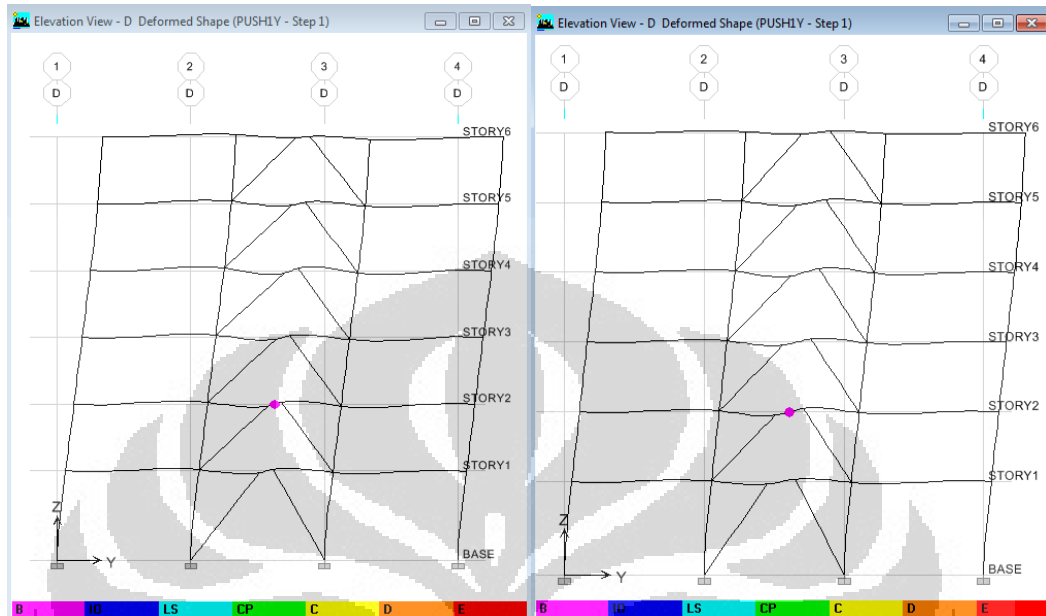 Elevation View - D Deformed Shape (PUSH1Y - Step 1)
1 2 3 4
D D D D
STORY6
STORY5
STORY4
STORY3
STORY2
STORY1
Z
Y
BASE
B IO LS CP C D E
Elevation View - D Deformed Shape (PUSH1Y - Step 1)
1 2 3 4
D D D D
STORY6
STORY5
STORY4
STORY3
STORY2
STORY1
Z
Y
BASE
B IO LS CP C D E